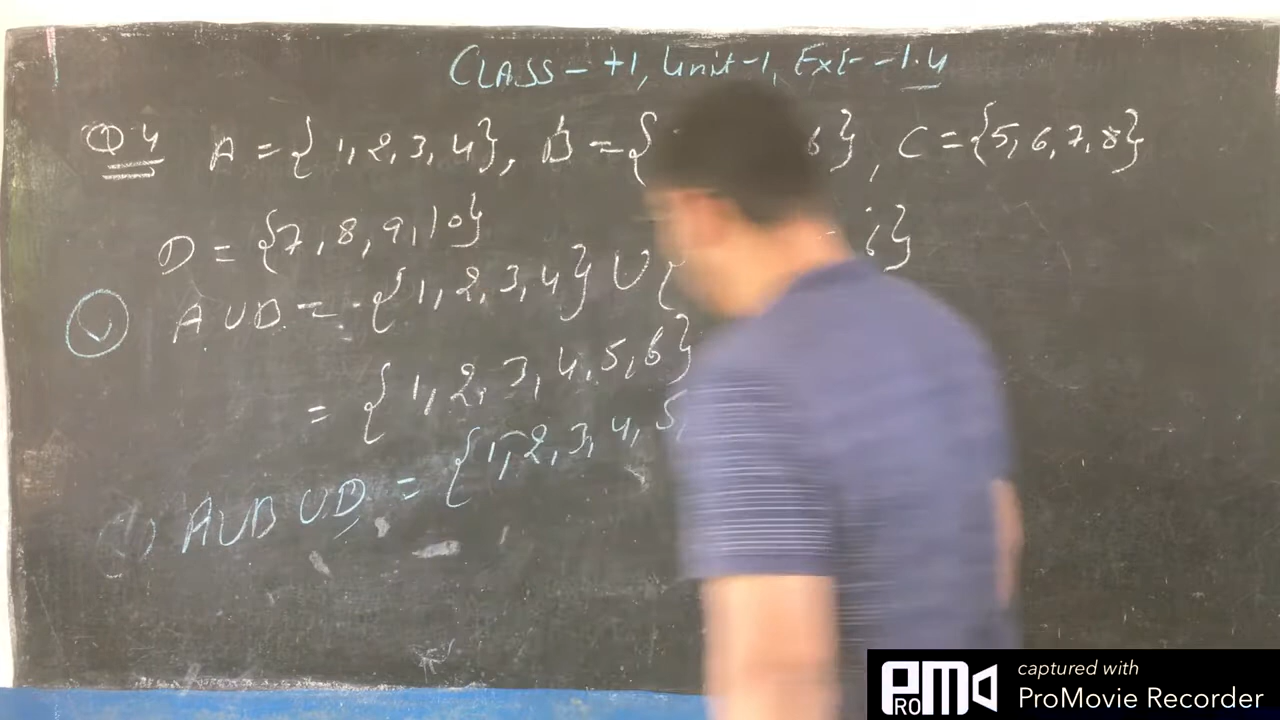 CLASS - +1, Unit-1, Ex:- -1.4
Q4 A = {1, 2, 3, 4}, B = { 6}, C = {5, 6, 7, 8}
D = {7, 8, 9, 10}
A U B = {1, 2, 3, 4} U { }
= {1, 2, 3, 4, 5, 6}
A U B U D = {1, 2, 3, 4, 5,
PRO M captured with
ProMovie Recorder